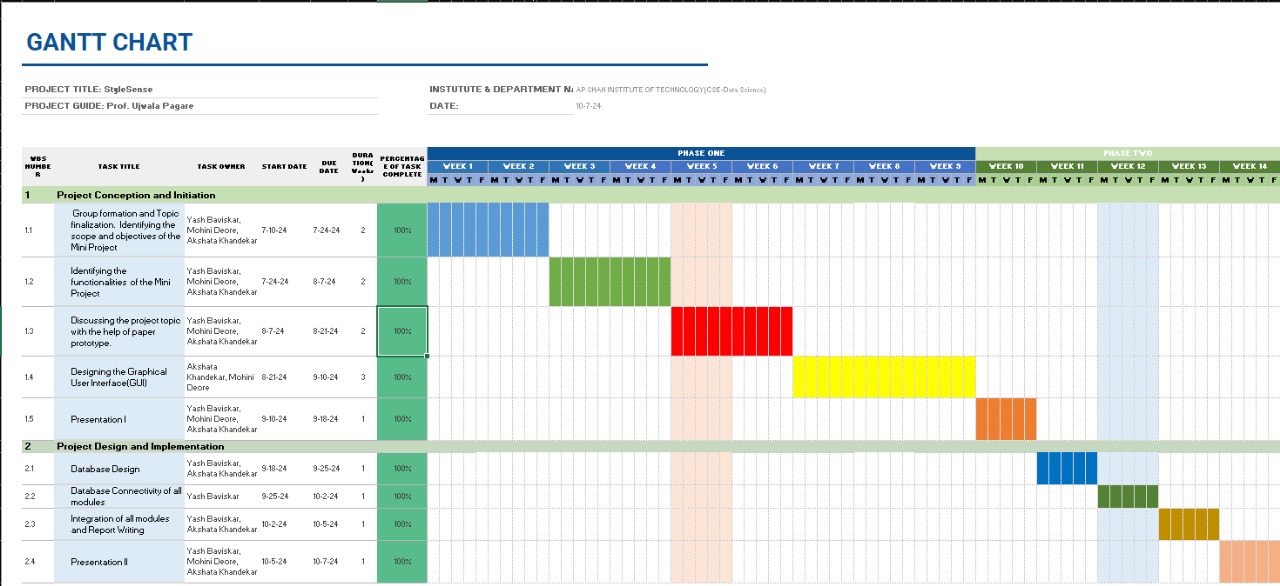 GANTT CHART
PROJECT TITLE: StyleSense
INSTUTUTE & DEPARTMENT NA AP SHAH INSTITUTE OF TECHNOLOGY(CSE-Data Science)
PROJECT GUIDE: Prof. Ujwala Pagare
DATE: 10-7-24
WBS NUMBER
TASK TITLE
TASK OWNER
START DATE
DUE DATE
DURATION(Weeks)
PERCENTAGE OF TASK COMPLETE
PHASE ONE
PHASE TWO
WEEK 1 WEEK 2 WEEK 3 WEEK 4 WEEK 5 WEEK 6 WEEK 7 WEEK 8 WEEK 9 WEEK 10 WEEK 11 WEEK 12 WEEK 13 WEEK 14
M T W T F M T W T F M T W T F M T W T F M T W T F M T W T F M T W T F M T W T F M T W T F M T W T F M T W T F M T W T F M T W T F M T W T F
1 Project Conception and Initiation
1.1
Group formation and Topic
finalization. Identifying the
scope and objectives of the
Mini Project
Yash Baviskar,
Mohini Deore,
Akshata Khandekar
7-10-24 7-24-24 2 100%
1.2
Identifying the
functionalities of the Mini
Project
Yash Baviskar,
Mohini Deore,
Akshata Khandekar
7-24-24 8-7-24 2 100%
1.3
Discussing the project topic
with the help of paper
prototype.
Yash Baviskar,
Mohini Deore,
Akshata Khandekar
8-7-24 8-21-24 2 100%
1.4
Designing the Graphical
User Interface(GUI)
Akshata
Khandekar, Mohini
Deore
8-21-24 9-10-24 3 100%
1.5
Presentation I
Yash Baviskar,
Mohini Deore,
Akshata Khandekar
9-10-24 9-18-24 1 100%
2 Project Design and Implementation
2.1
Database Design
Yash Baviskar,
Akshata Khandekar
9-18-24 9-25-24 1 100%
2.2
Database Connectivity of all
modules
Yash Baviskar
9-25-24 10-2-24 1 100%
2.3
Integration of all modules
and Report Writing
Yash Baviskar,
Akshata Khandekar
10-2-24 10-5-24 1 100%
2.4
Presentation II
Yash Baviskar,
Mohini Deore,
Akshata Khandekar
10-5-24 10-7-24 1 100%